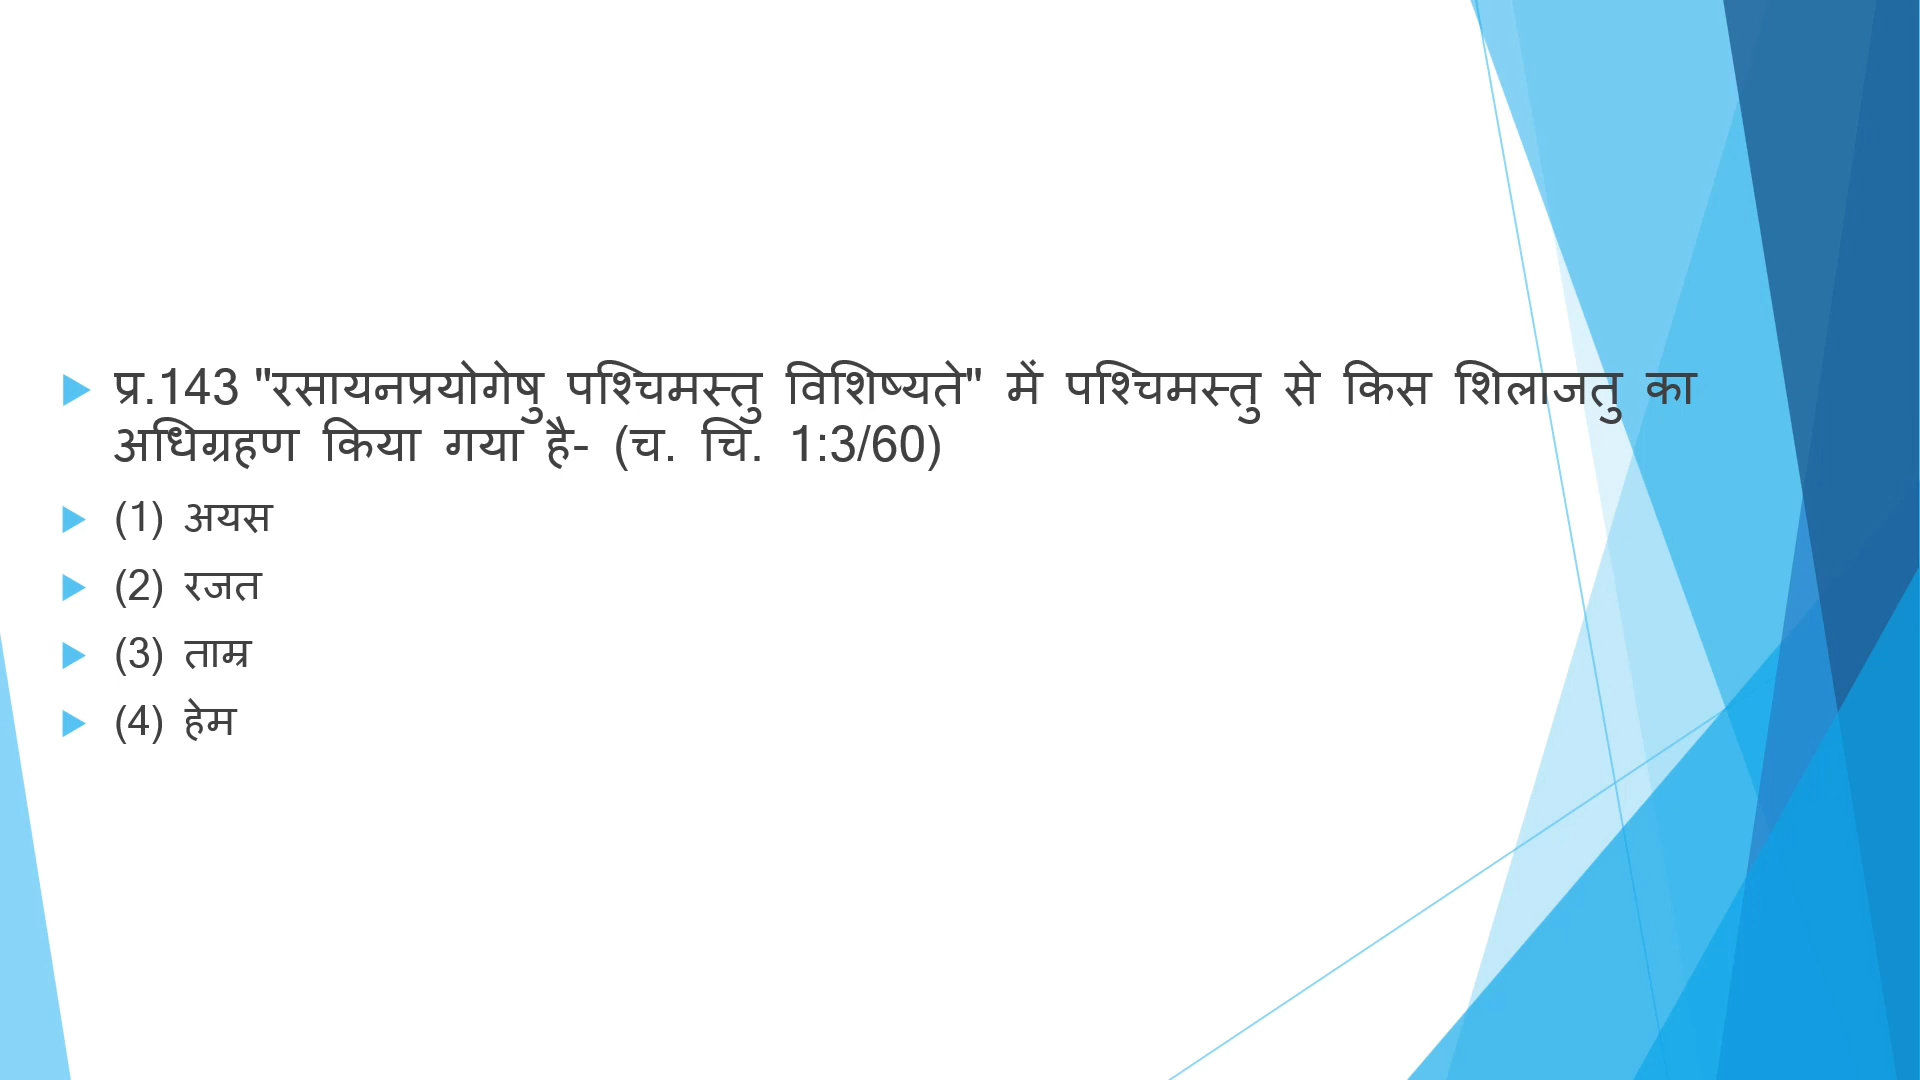 प्र.143 "रसायनप्रयोगेषु पश्चिमस्तु विशिष्यते" में पश्चिमस्तु से किस शिलाजतु का
अधिग्रहण किया गया है- (च. चि. 1:3/60)
(1) अयस
(2) रजत
(3) ताम्र
(4) हेम